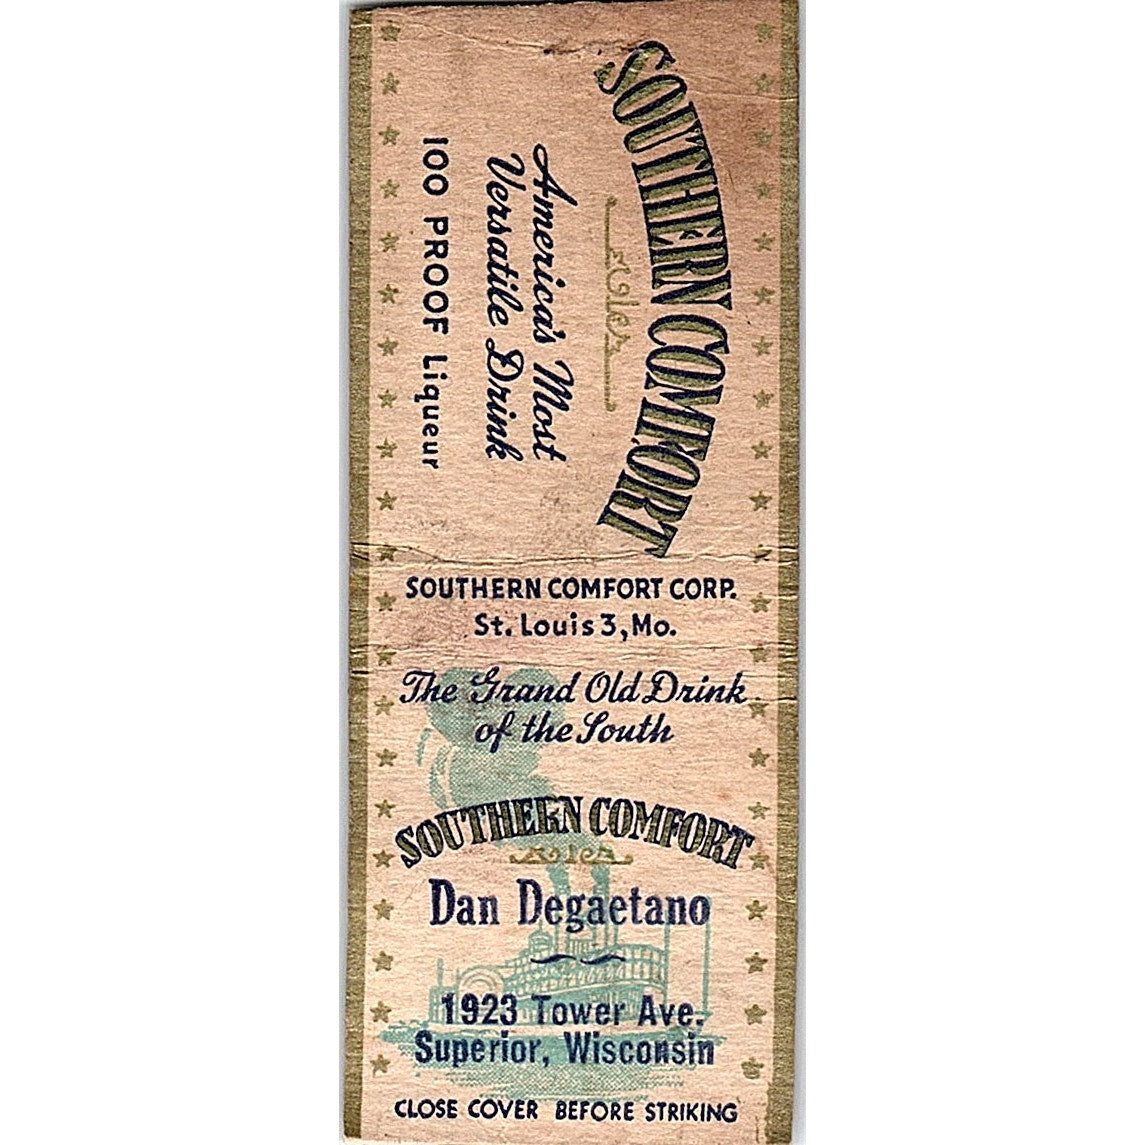 SOUTHERN COMFORT
America's Most
Versatile Drink
100 PROOF Liqueur
SOUTHERN COMFORT CORP.
St. Louis 3, Mo.
The Grand Old Drink
of the South
SOUTHERN COMFORT
Dan Degaetano
1923 Tower Ave.
Superior, Wisconsin
CLOSE COVER BEFORE STRIKING